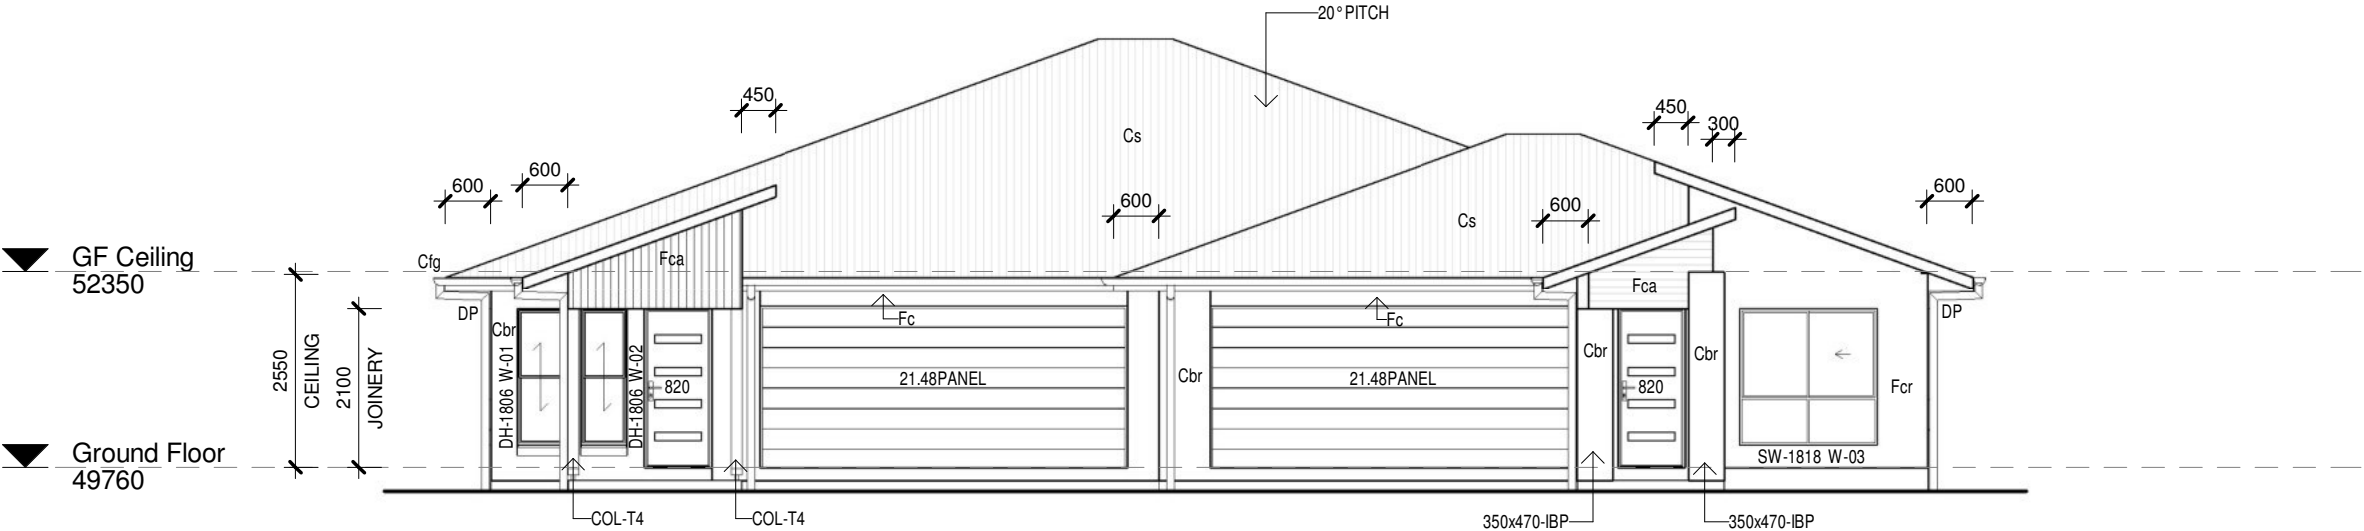 20° PITCH
450
450
300
Cs
600
600
600
600
600
Cs
GF Ceiling
52350
Cfg
Fca
Fca
DP
DP
Cbr
Fc
Fc
2550
CEILING
2100
JOINERY
DH-1806 W-01
DH-1806 W-02
820
21.48PANEL
Cbr
21.48PANEL
Cbr
820
Cbr
Fcr
Ground Floor
49760
SW-1818 W-03
COL-T4
COL-T4
350x470-IBP
350x470-IBP